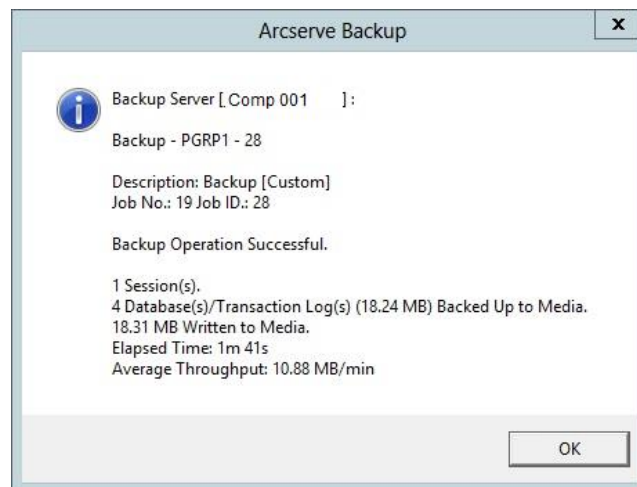 Arcserve Backup
x
Backup Server [ Comp 001 ] :
Backup - PGRP1 - 28
Description: Backup [Custom]
Job No.: 19 Job ID.: 28
Backup Operation Successful.
1 Session(s).
4 Database(s)/Transaction Log(s) (18.24 MB) Backed Up to Media.
18.31 MB Written to Media.
Elapsed Time: 1m 41s
Average Throughput: 10.88 MB/min
OK